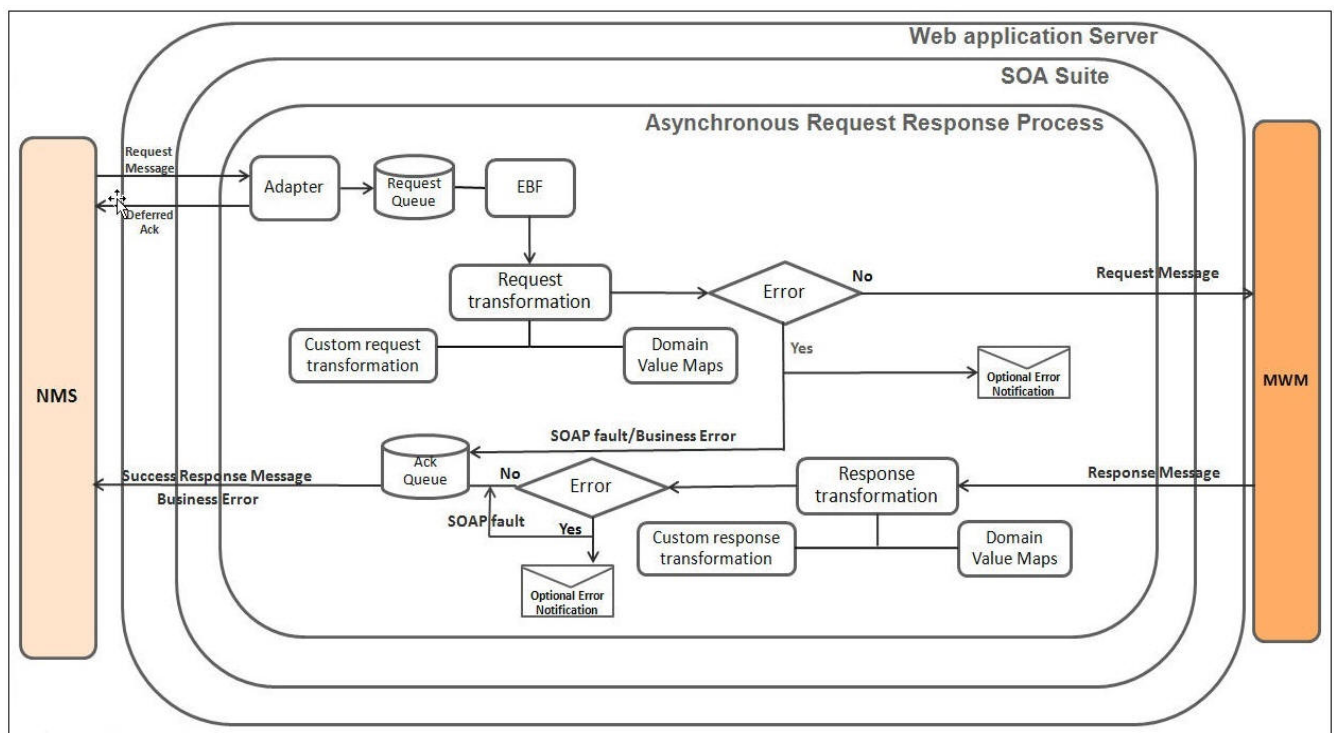 Web application Server
SOA Suite
Asynchronous Request Response Process
Request
Message
Adapter
Request
Queue
EBF
Deferred
Ack
Request
transformation
Error
No
Request Message
Custom request
transformation
Domain
Value Maps
Yes
Optional Error
Notification
NMS
MWM
SOAP fault/Business Error
Ack
Queue
Success Response Message
Business Error
No
Error
Response
transformation
Response Message
SOAP fault
Yes
Custom response
transformation
Domain
Value Maps
Optional Error
Notification